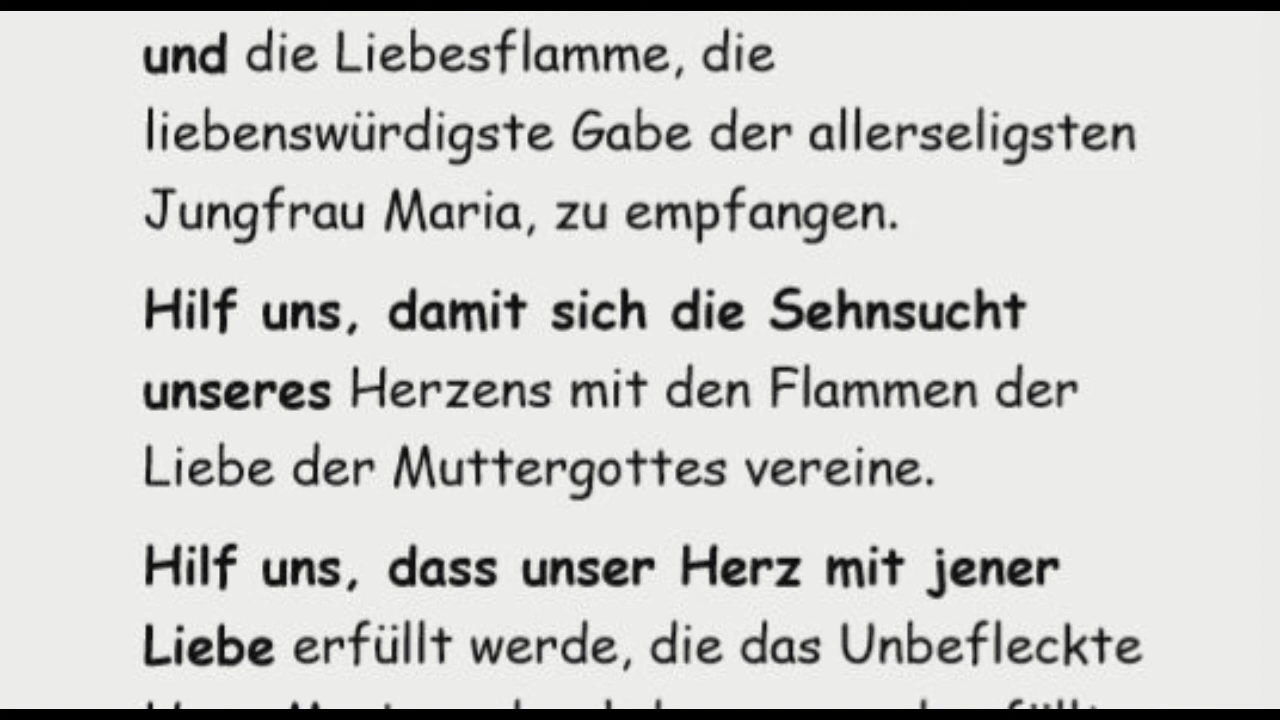 und die Liebesflamme, die
liebenswürdigste Gabe der allerseligsten
Jungfrau Maria, zu empfangen.
Hilf uns, damit sich die Sehnsucht
unseres Herzens mit den Flammen der
Liebe der Muttergottes vereine.
Hilf uns, dass unser Herz mit jener
Liebe erfüllt werde, die das Unbefleckte